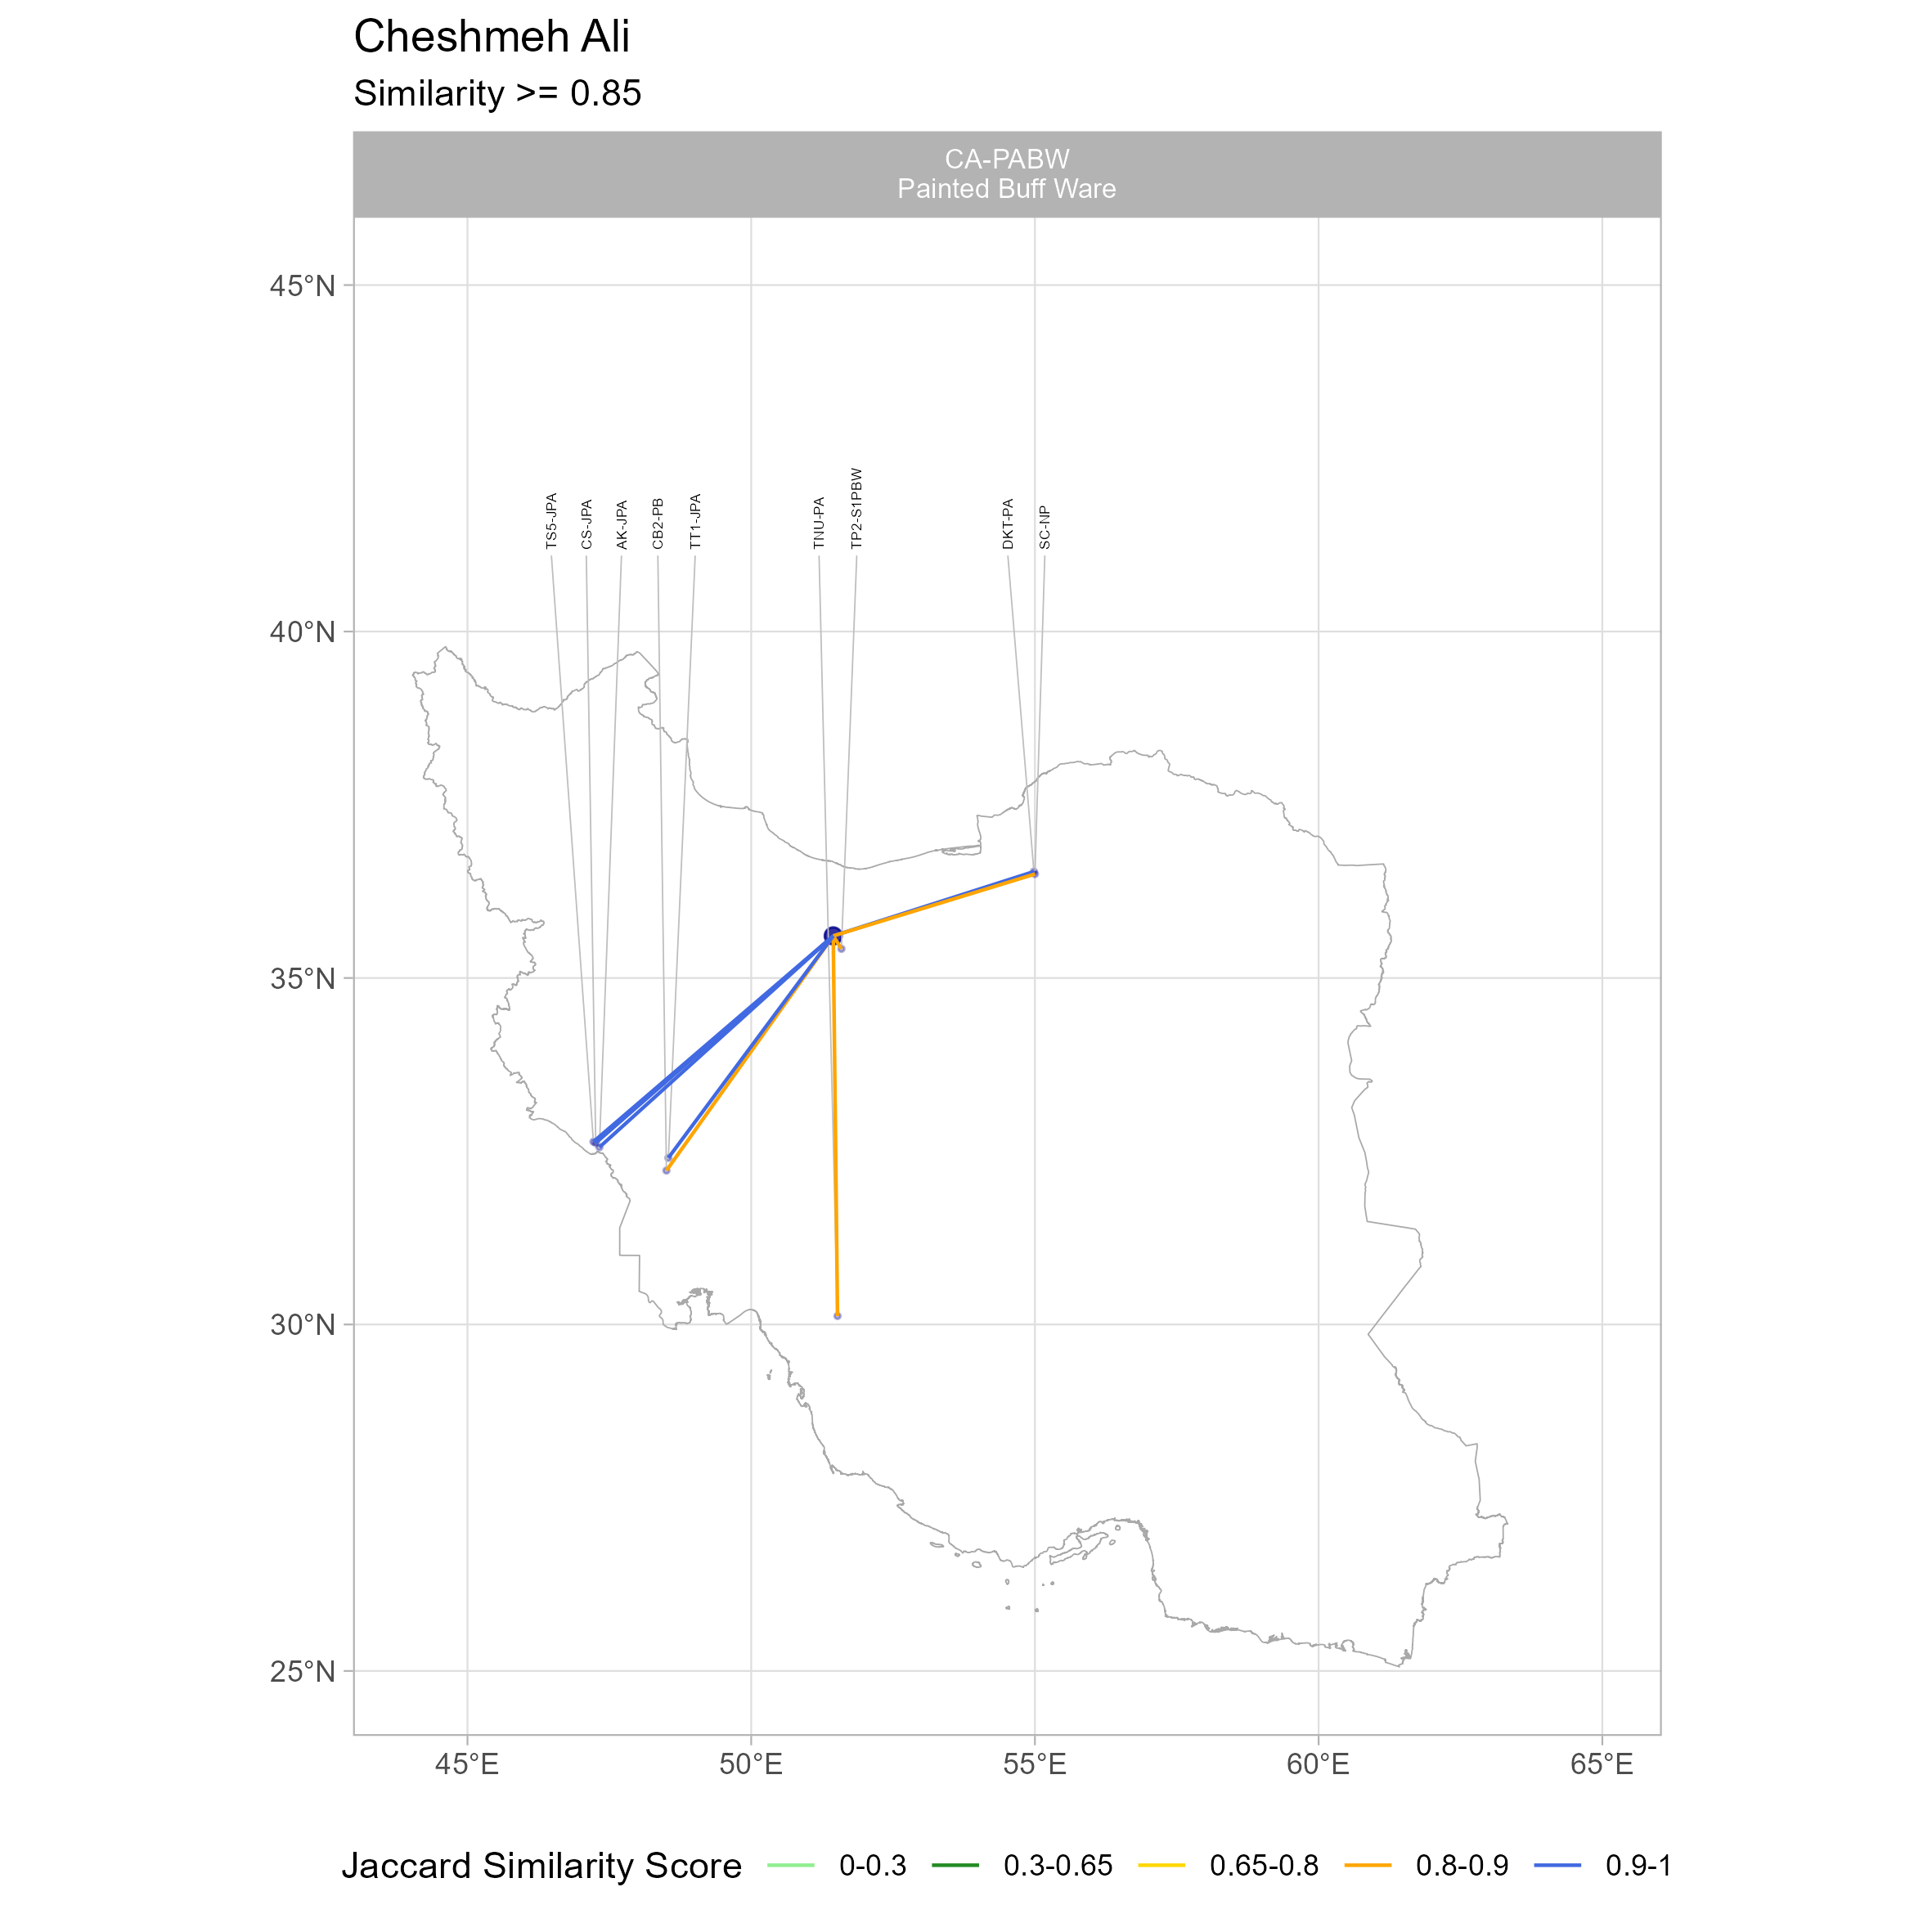 Cheshmeh Ali
Similarity >= 0.85
CA-PABW
Painted Buff Ware
45°N
TS5-JPA
CS-JPA
AK-JPA
CB2-PB
TT1-JPA
TNU-PA
TP2-S1PBW
DKT-PA
SC-NP
40°N
35°N
30°N
25°N
45°E 50°E 55°E 60°E 65°E
Jaccard Similarity Score 0-0.3 0.3-0.65 0.65-0.8 0.8-0.9 0.9-1